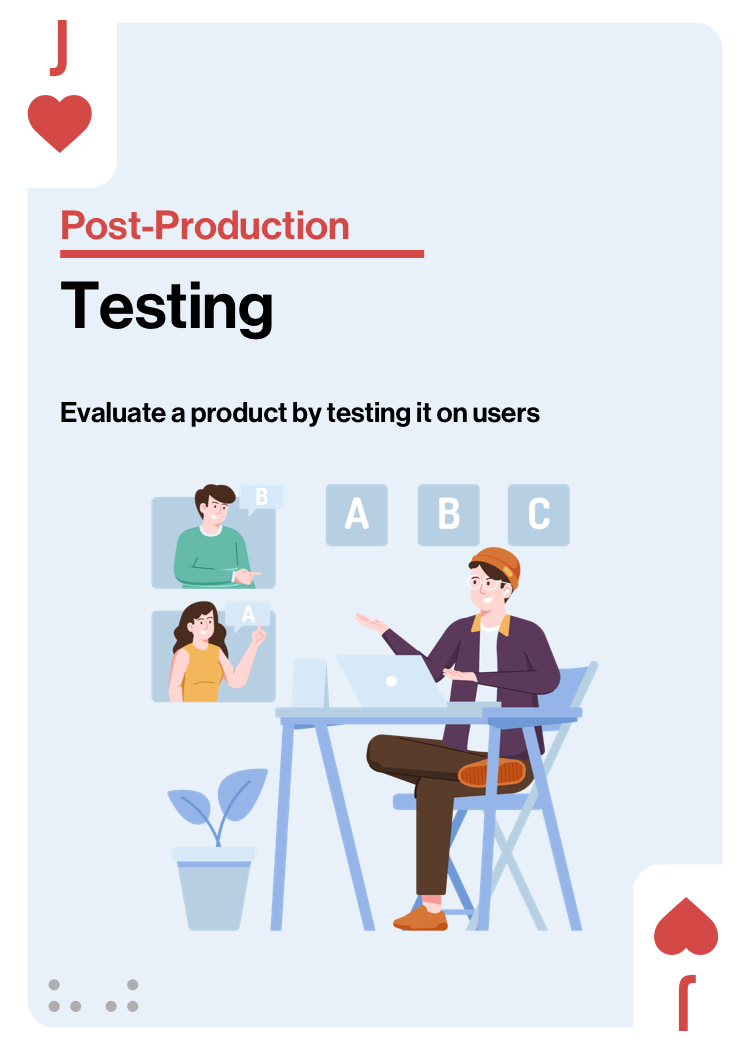 J
Post-Production
Testing
Evaluate a product by testing it on users
B
A B C
A
J